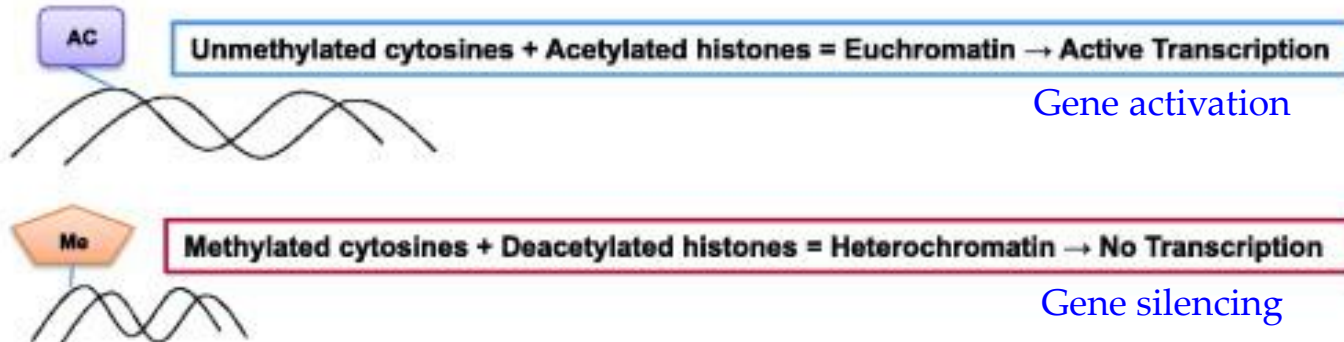 AC
Unmethylated cytosines + Acetylated histones = Euchromatin → Active Transcription
Gene activation
Me
Methylated cytosines + Deacetylated histones = Heterochromatin → No Transcription
Gene silencing